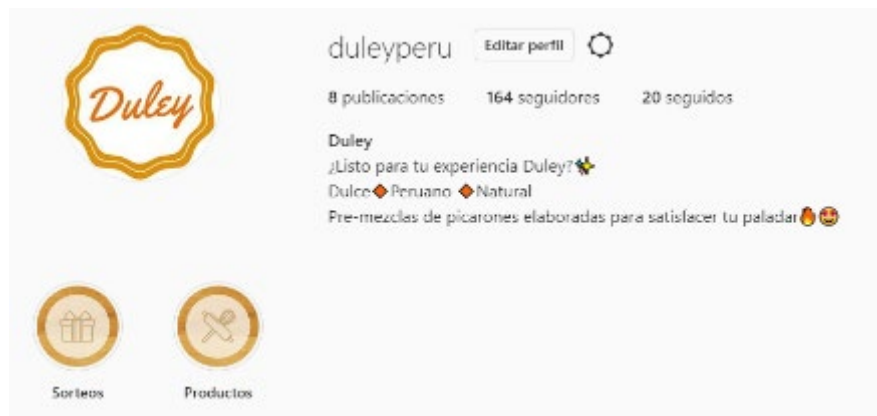 Duley
duleyperu Editar perfil
8 publicaciones 164 seguidores 20 seguidos
Duley
¿Listo para tu experiencia Duley?
Dulce🔸Peruano 🔸Natural
Pre-mezclas de picarones elaboradas para satisfacer tu paladar🔥🤩
Sorteos Productos